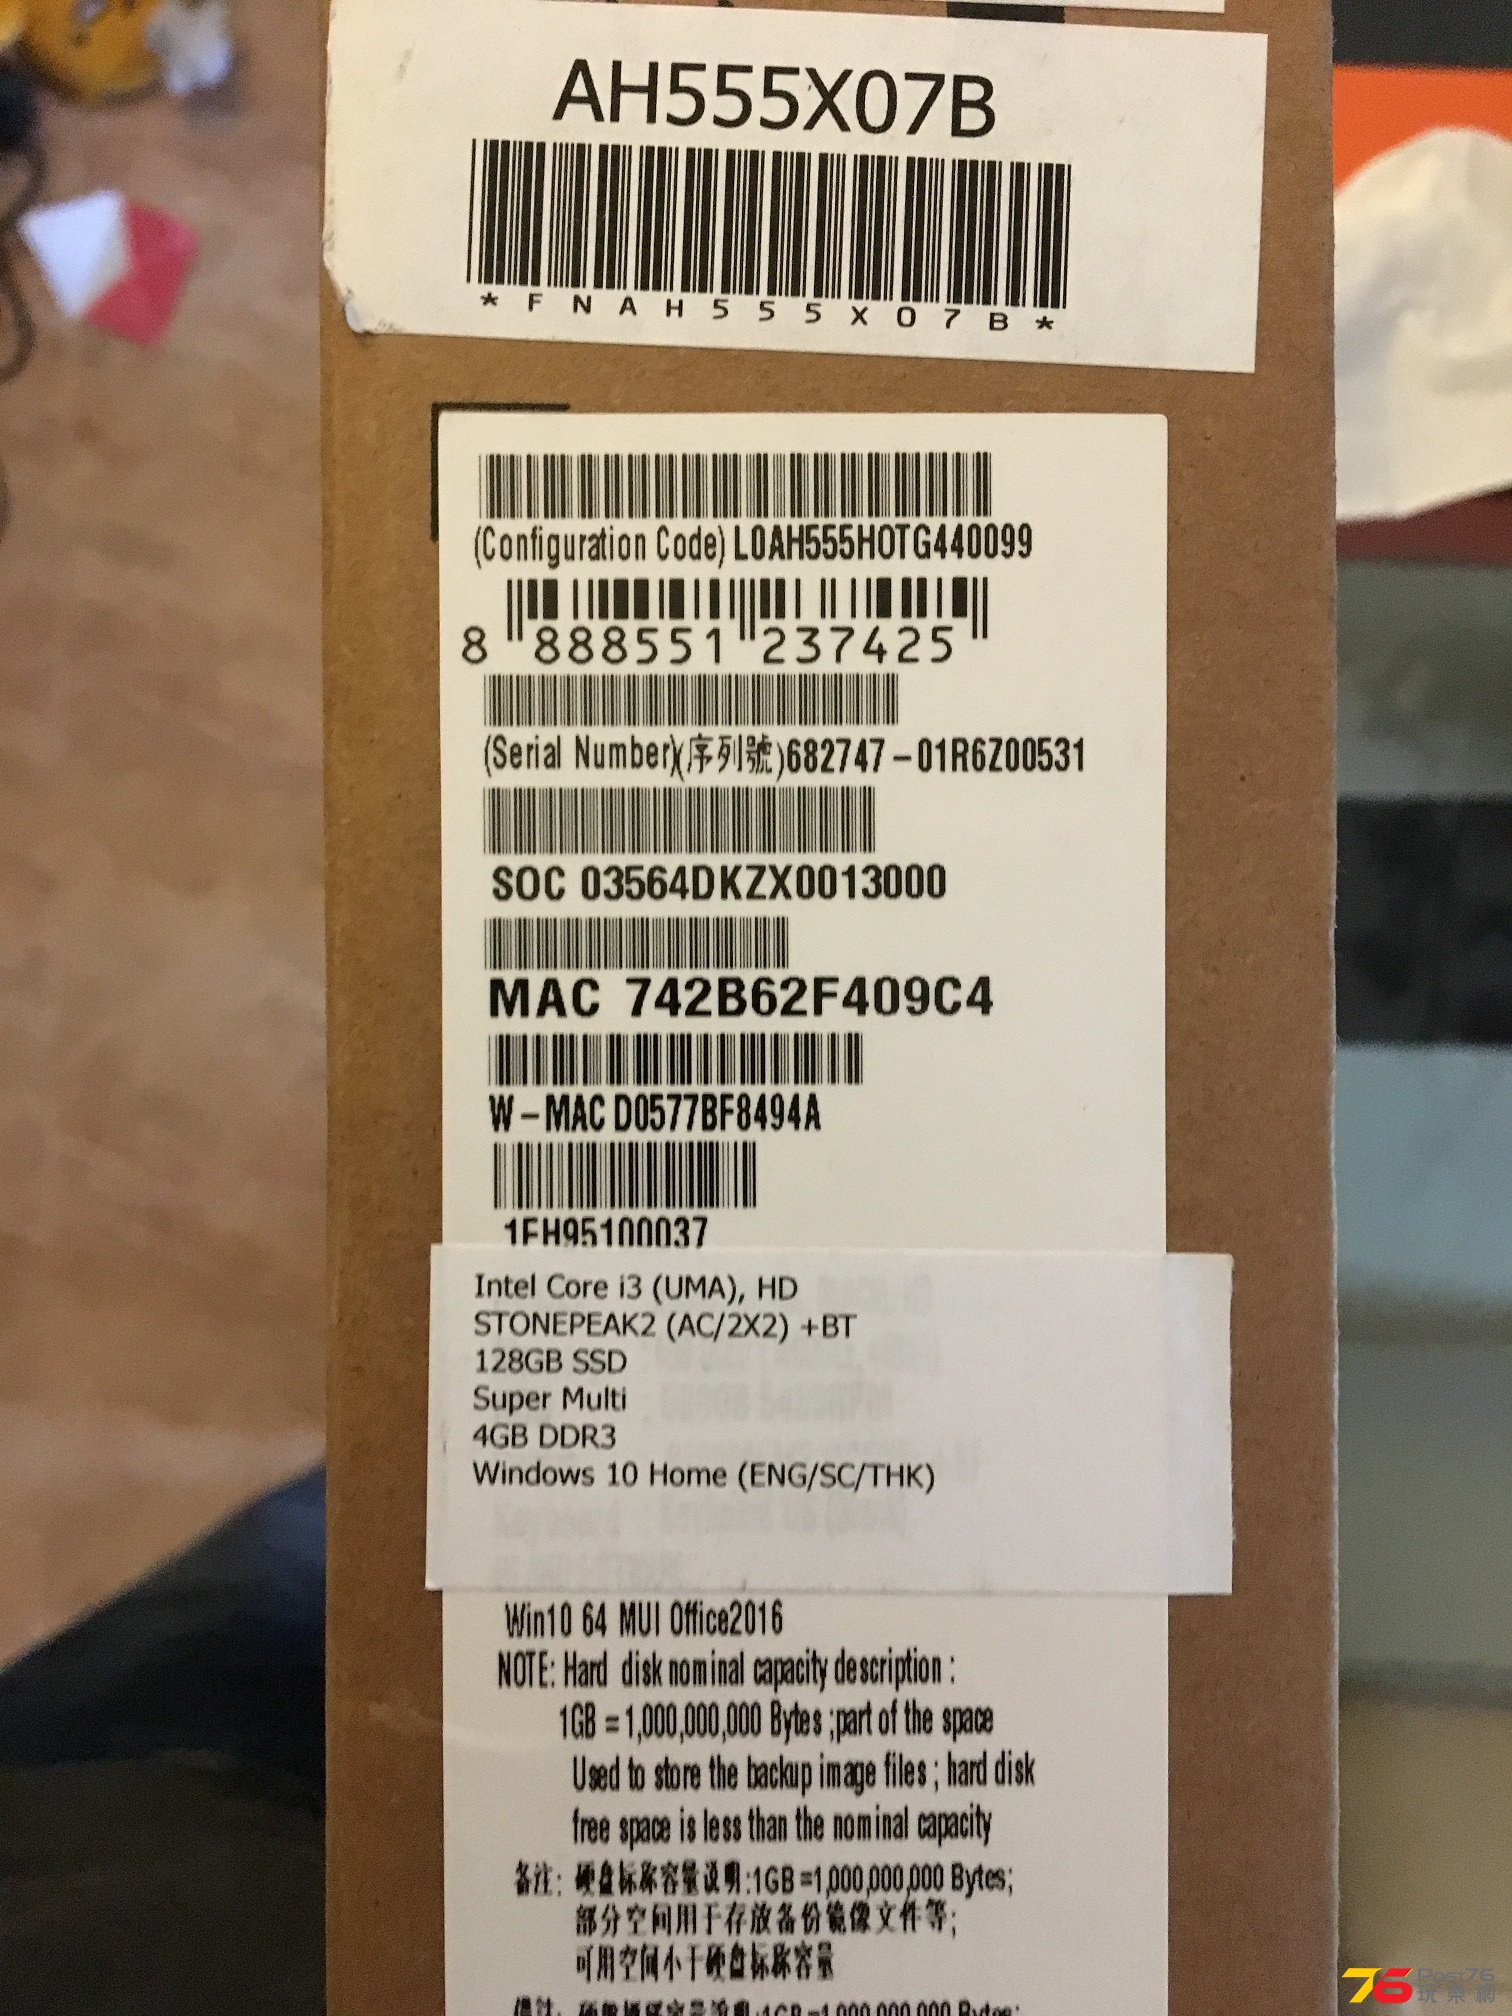 AH555X07B
*FNAH555X07B*
(Configuration Code) L0AH555HOTG440099
8 888551 237425
(Serial Number)(序列號)682747-01R6Z00531
SOC 03564DKZX0013000
MAC 742B62F409C4
W-MAC D0577BF8494A
1FH95100037
Intel Core i3 (UMA), HD
STONEPEAK2 (AC/2X2) +BT
128GB SSD
Super Multi
4GB DDR3
Windows 10 Home (ENG/SC/THK)
Win10 64 MUI Office2016
NOTE: Hard disk nominal capacity description :
1GB = 1,000,000,000 Bytes ;part of the space
Used to store the backup image files ; hard disk
free space is less than the nominal capacity
备注: 硬盘标称容量说明:1GB=1,000,000,000 Bytes;
部分空间用于存放备份镜像文件等;
可用空间小于硬盘标称容量
76 Post76
玩樂網